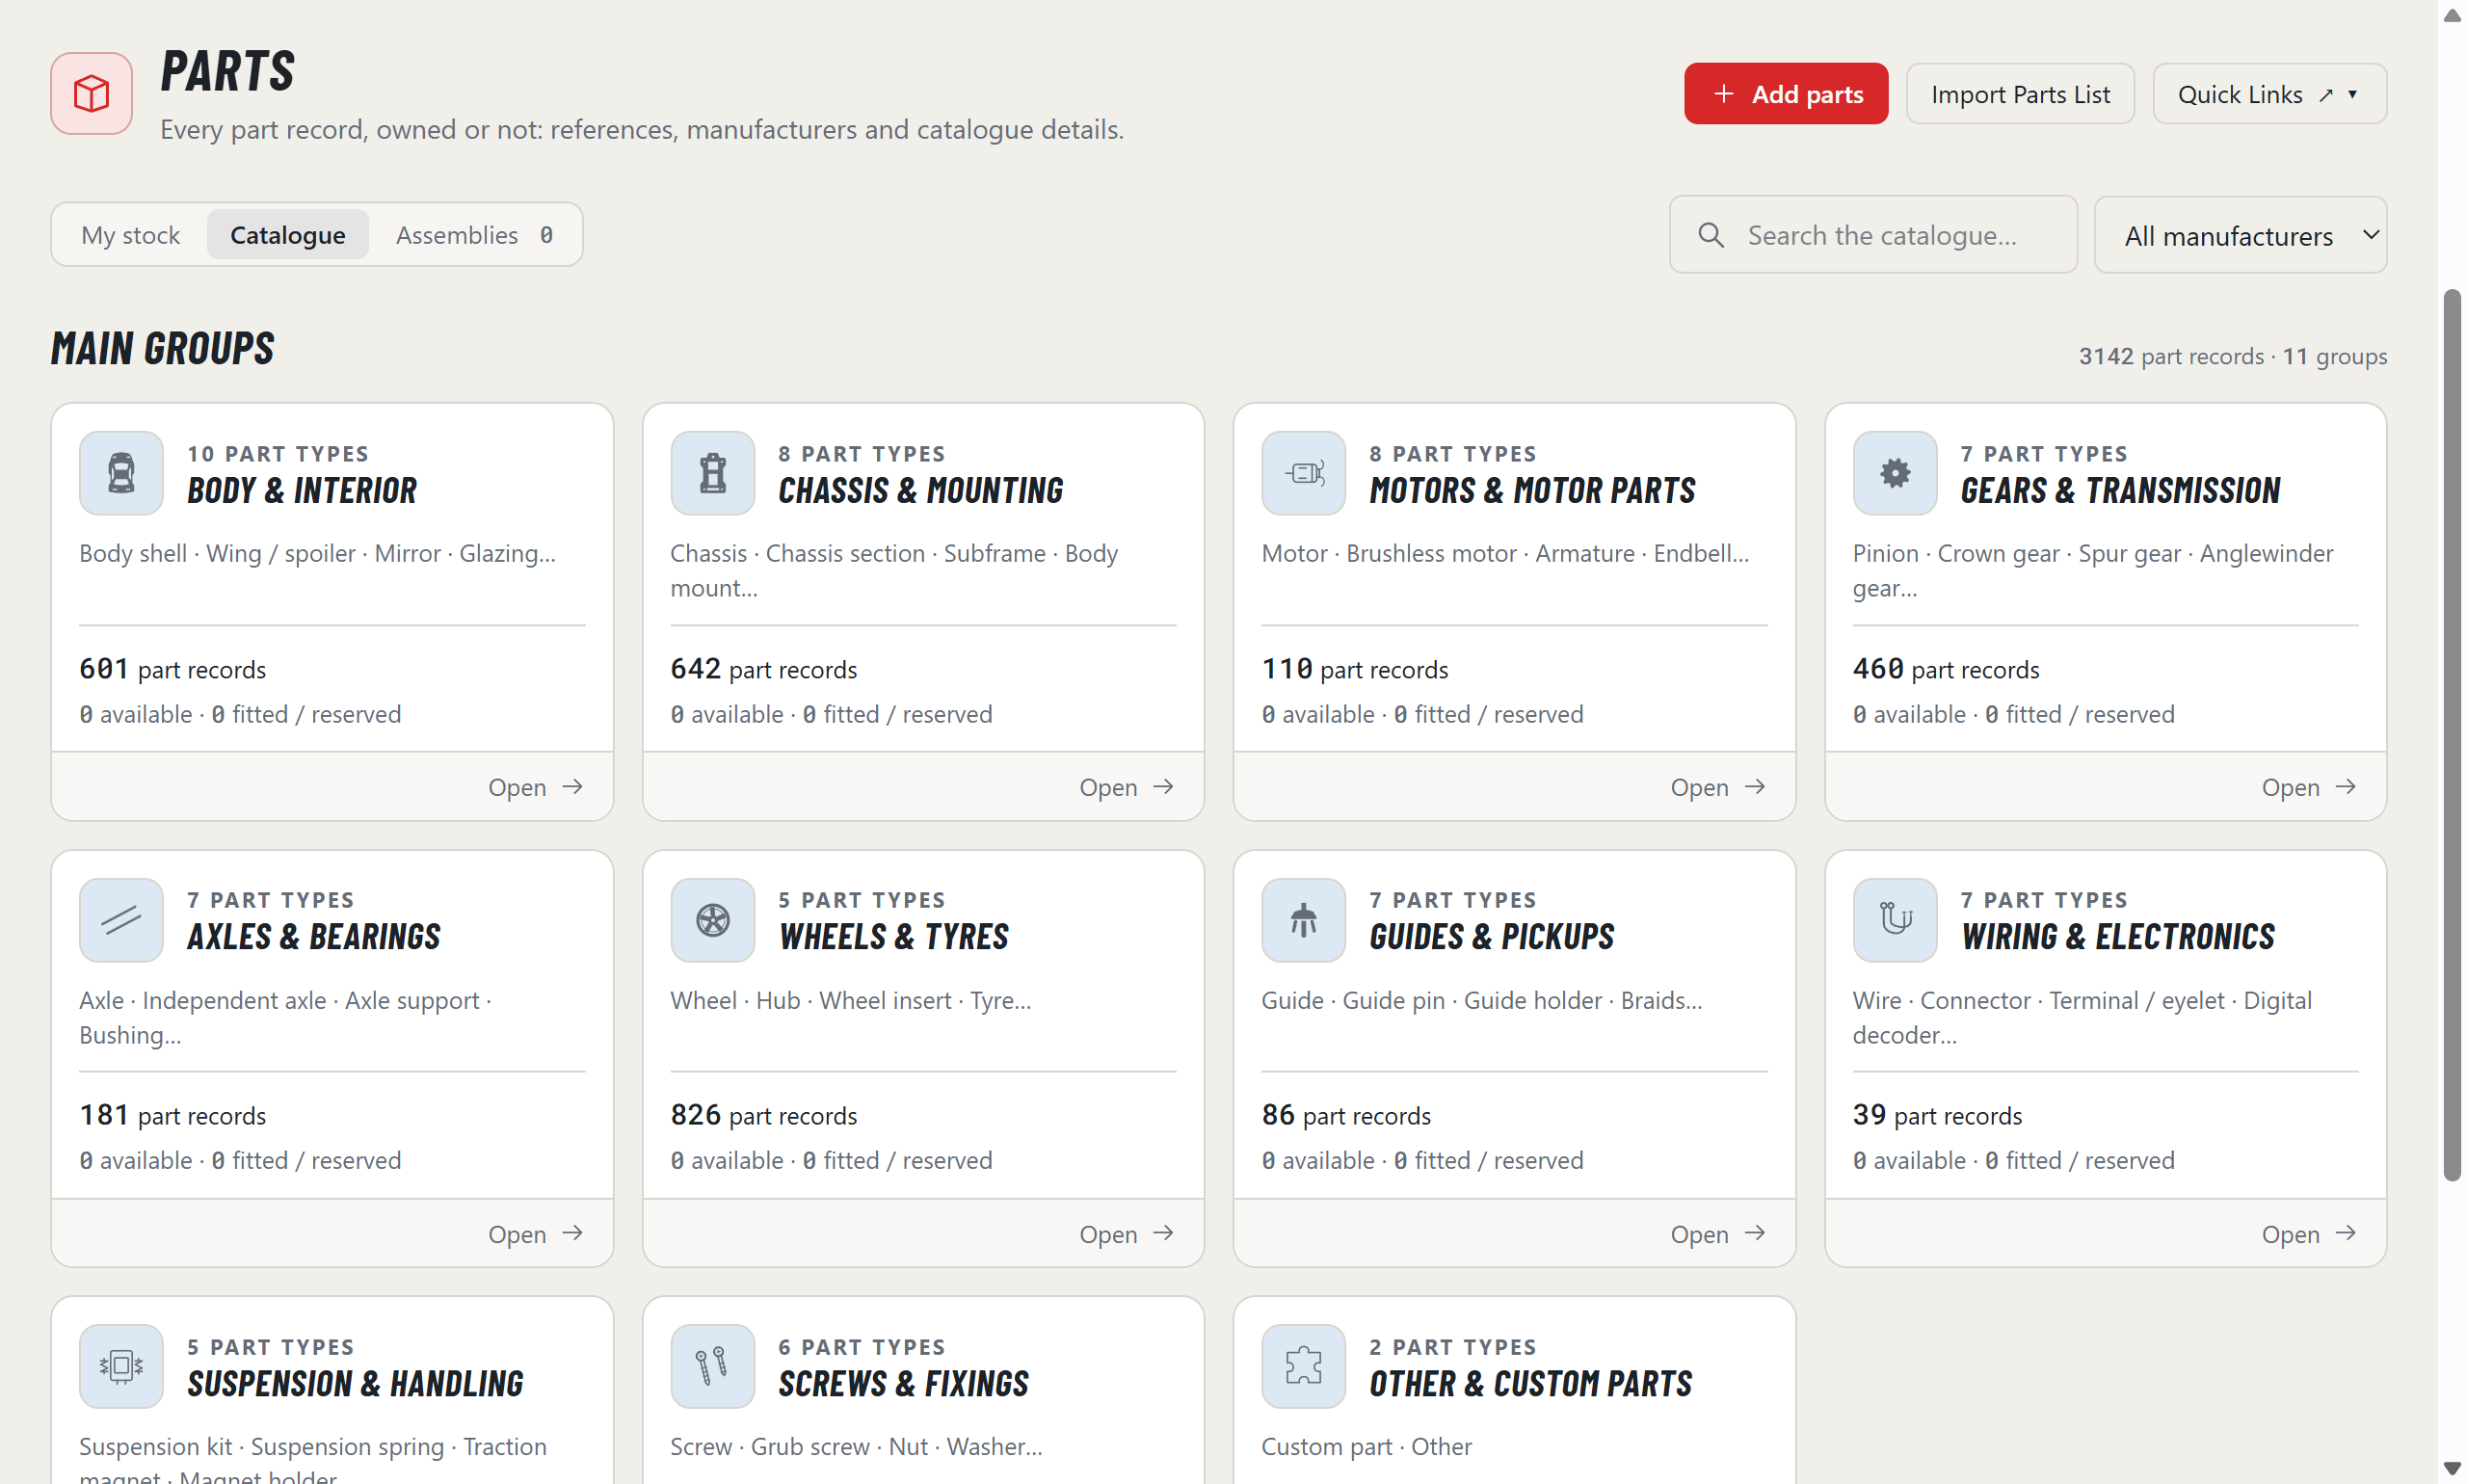 PARTS
Every part record, owned or not: references, manufacturers and catalogue details.
+ Add parts
Import Parts List
Quick Links ↗ ▾
My stock
Catalogue
Assemblies 0
Search the catalogue...
All manufacturers
MAIN GROUPS
3142 part records · 11 groups
10 PART TYPES
BODY & INTERIOR
Body shell · Wing / spoiler · Mirror · Glazing...
601 part records
0 available · 0 fitted / reserved
Open →
8 PART TYPES
CHASSIS & MOUNTING
Chassis · Chassis section · Subframe · Body
mount...
642 part records
0 available · 0 fitted / reserved
Open →
8 PART TYPES
MOTORS & MOTOR PARTS
Motor · Brushless motor · Armature · Endbell...
110 part records
0 available · 0 fitted / reserved
Open →
7 PART TYPES
GEARS & TRANSMISSION
Pinion · Crown gear · Spur gear · Anglewinder
gear...
460 part records
0 available · 0 fitted / reserved
Open →
7 PART TYPES
AXLES & BEARINGS
Axle · Independent axle · Axle support ·
Bushing...
181 part records
0 available · 0 fitted / reserved
Open →
5 PART TYPES
WHEELS & TYRES
Wheel · Hub · Wheel insert · Tyre...
826 part records
0 available · 0 fitted / reserved
Open →
7 PART TYPES
GUIDES & PICKUPS
Guide · Guide pin · Guide holder · Braids...
86 part records
0 available · 0 fitted / reserved
Open →
7 PART TYPES
WIRING & ELECTRONICS
Wire · Connector · Terminal / eyelet · Digital
decoder...
39 part records
0 available · 0 fitted / reserved
Open →
5 PART TYPES
SUSPENSION & HANDLING
Suspension kit · Suspension spring · Traction
magnet · Magnet holder
6 PART TYPES
SCREWS & FIXINGS
Screw · Grub screw · Nut · Washer...
2 PART TYPES
OTHER & CUSTOM PARTS
Custom part · Other